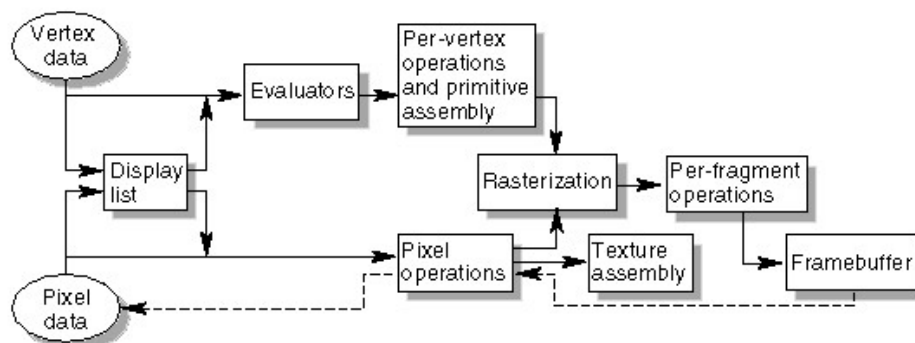 Vertex
data
Evaluators
Per-vertex
operations
and primitive
assembly
Display
list
Rasterization
Per-fragment
operations
Pixel
operations
Texture
assembly
Framebuffer
Pixel
data